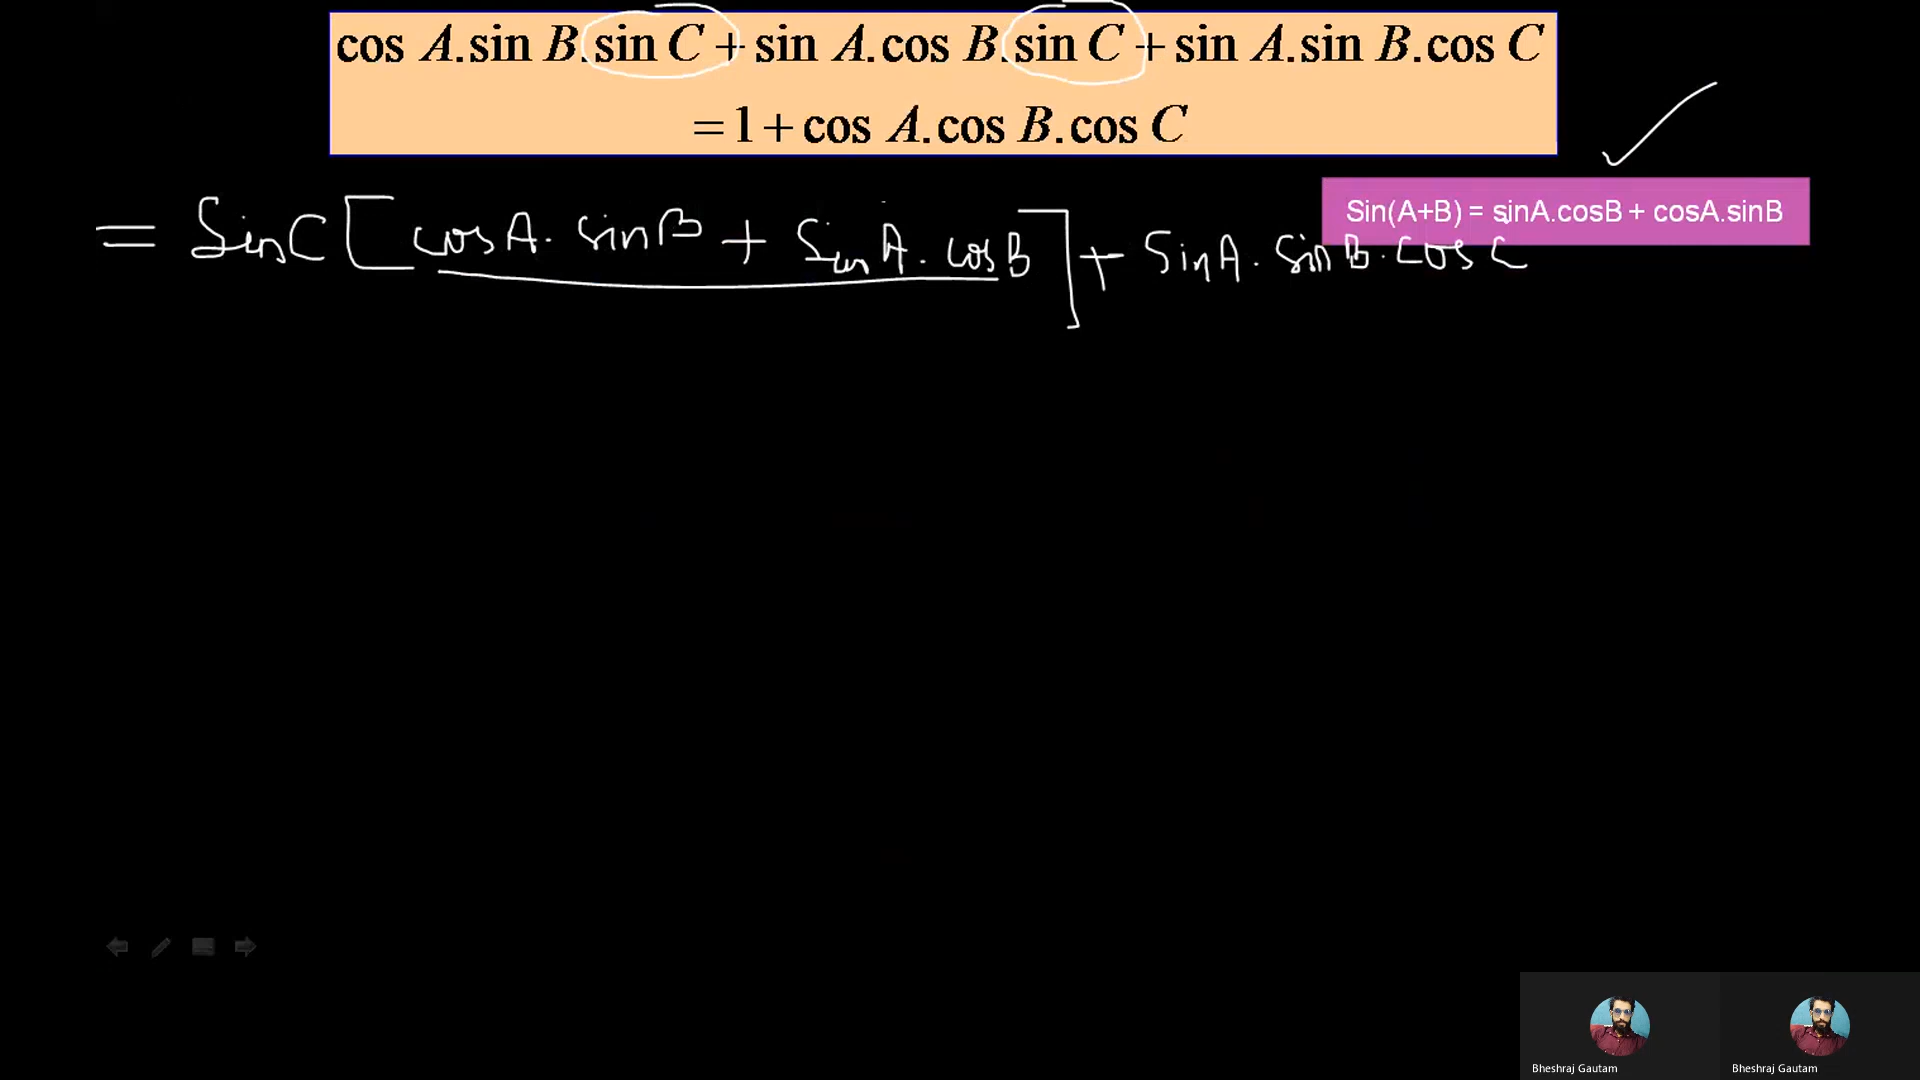 cos A.sin B.sin C + sin A.cos B.sin C + sin A.sin B.cos C
= 1 + cos A.cos B.cos C
Sin(A+B) = sinA.cosB + cosA.sinB
= SinC [cosA. sinB + SinA. cosB] + SinA. SinB. cosC
Bheshraj Gautam
Bheshraj Gautam